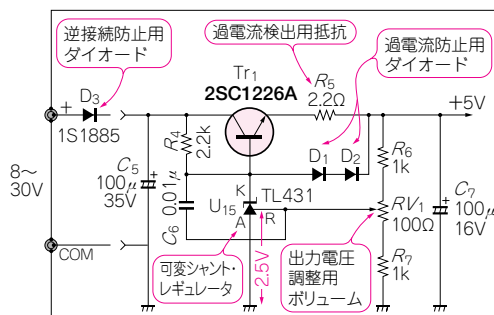 逆接続防止用
ダイオード
過電流検出用抵抗
過電流防止用
ダイオード
Tr1
2SC1226A
R5
2.2Ω
+5V
+
D3
1S1885
R4
2.2k
D1
D2
R6
1k
8～
30V
C5
100μ
35V
+
C6
0.01μ
K
U15
TL431
A
R
RV1
100Ω
C7
100μ
16V
+
COM
可変シャント・
レギュレータ
2.5V
出力電圧
調整用
ボリューム
R7
1k